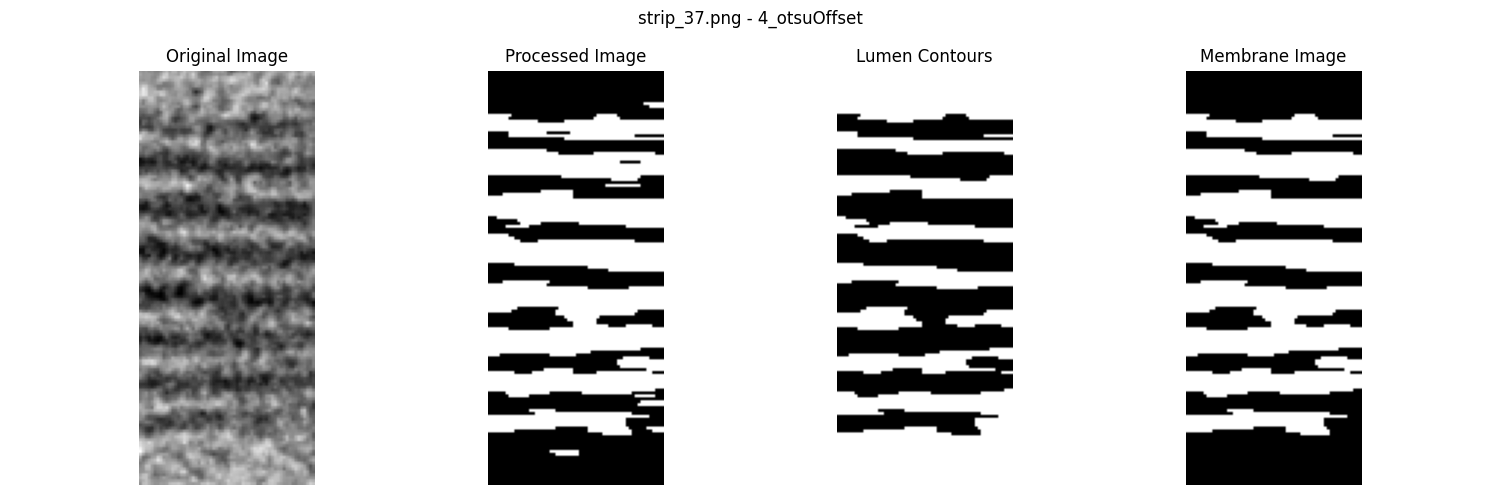 strip_37.png - 4_otsuOffset
Original Image
Processed Image
Lumen Contours
Membrane Image